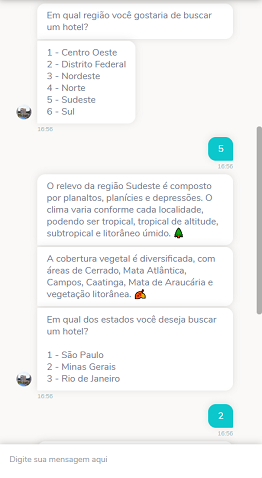 Em qual região você gostaria de buscar
um hotel?
1 - Centro Oeste
2 - Distrito Federal
3 - Nordeste
4 - Norte
5 - Sudeste
6 - Sul
16:56
5
16:56
O relevo da região Sudeste é composto
por planaltos, planícies e depressões. O
clima varia conforme cada localidade,
podendo ser tropical, tropical de altitude,
subtropical e litorâneo úmido.
A cobertura vegetal é diversificada, com
áreas de Cerrado, Mata Atlântica,
Campos, Caatinga, Mata de Araucária e
vegetação litorânea.
Em qual dos estados você deseja buscar
um hotel?
1 - São Paulo
2 - Minas Gerais
3 - Rio de Janeiro
16:56
2
16:56
Digite sua mensagem aqui